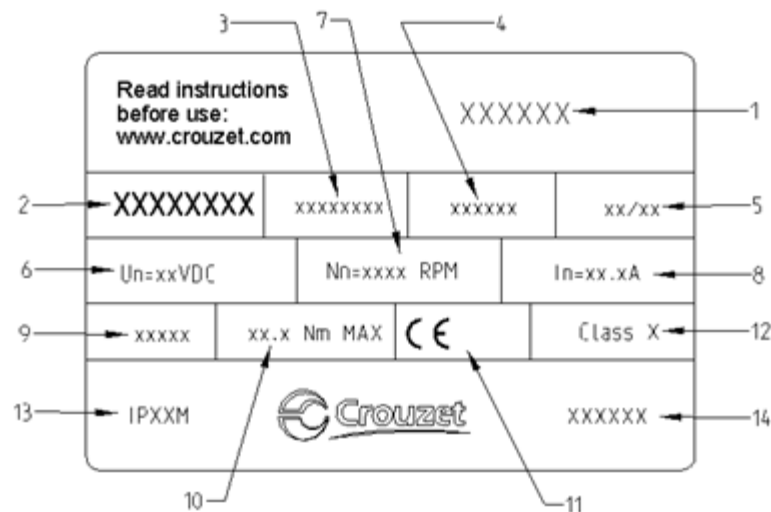 3 7 4
Read instructions
before use:
www.crouzet.com
XXXXXX 1
2 XXXXXXXX xxxxxxxx xxxxxx xx/xx 5
6 Un=xxVDC Nn=xxxx RPM In=xx.xA 8
9 xxxxx xx.x Nm MAX CE Class X 12
13 IPXXM Crouzet XXXXXX 14
10 11